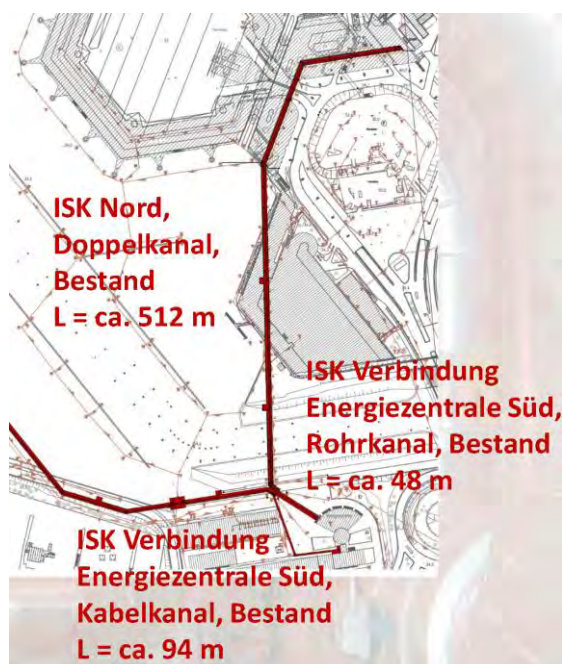 ISK Nord,
Doppelkanal,
Bestand
L = ca. 512 m
ISK Verbindung
Energiezentrale Süd,
Rohrkanal, Bestand
L = ca. 48 m
ISK Verbindung
Energiezentrale Süd,
Kabelkanal, Bestand
L = ca. 94 m